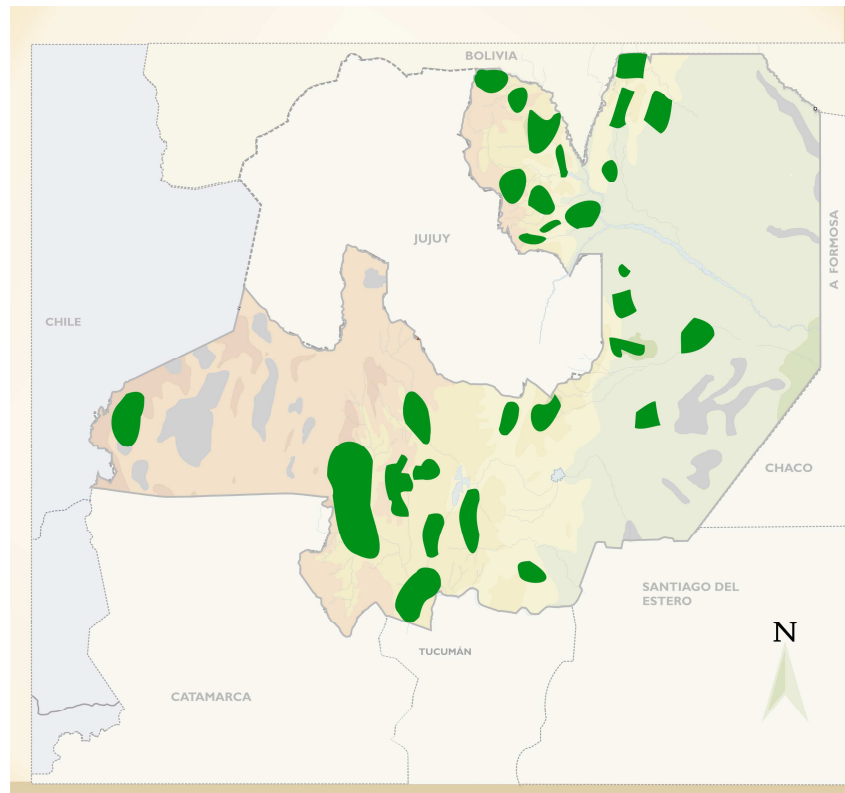 BOLIVIA
JUJUY
A FORMOSA
CHILE
CHACO
SANTIAGO DEL
ESTERO
N
TUCUMÁN
CATAMARCA